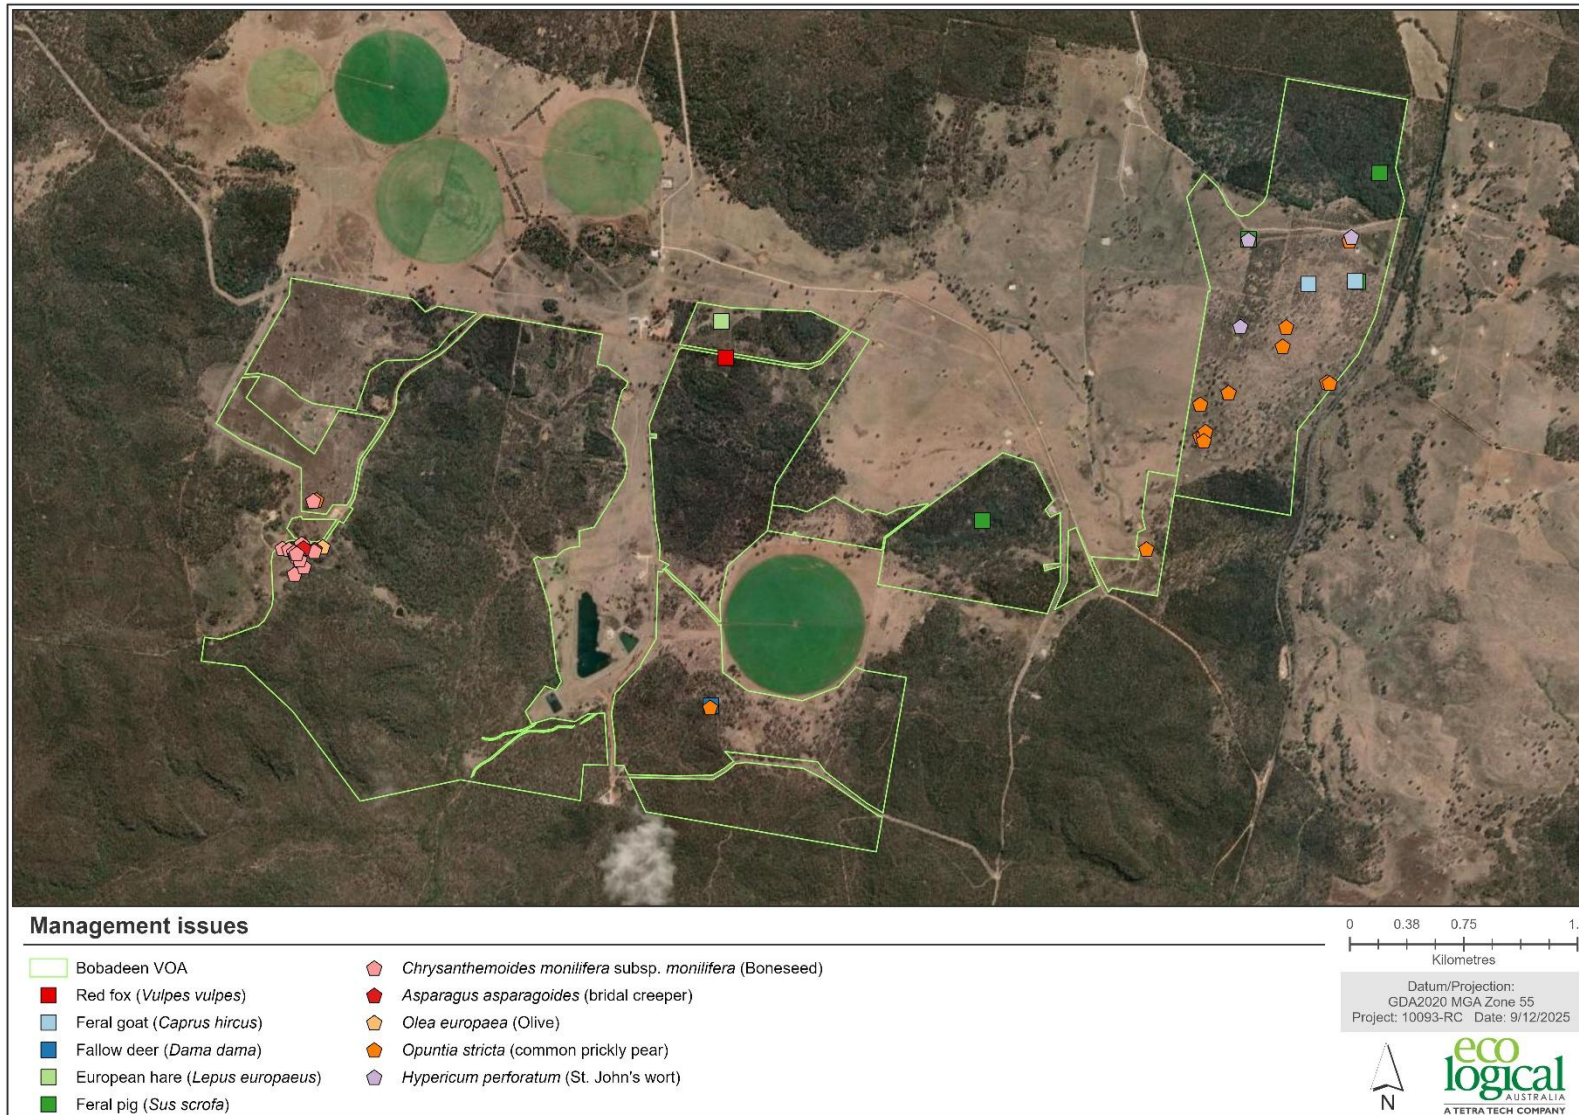 Management issues
Bobadeen VOA
Red fox (Vulpes vulpes)
Feral goat (Caprus hircus)
Fallow deer (Dama dama)
European hare (Lepus europaeus)
Feral pig (Sus scrofa)
Chrysanthemoides monilifera subsp. monilifera (Boneseed)
Asparagus asparagoides (bridal creeper)
Olea europaea (Olive)
Opuntia stricta (common prickly pear)
Hypericum perforatum (St. John's wort)
0 0.38 0.75 1.
Kilometres
Datum/Projection:
GDA2020 MGA Zone 55
Project: 10093-RC Date: 9/12/2025
N
eco
logical
AUSTRALIA
A TETRA TECH COMPANY